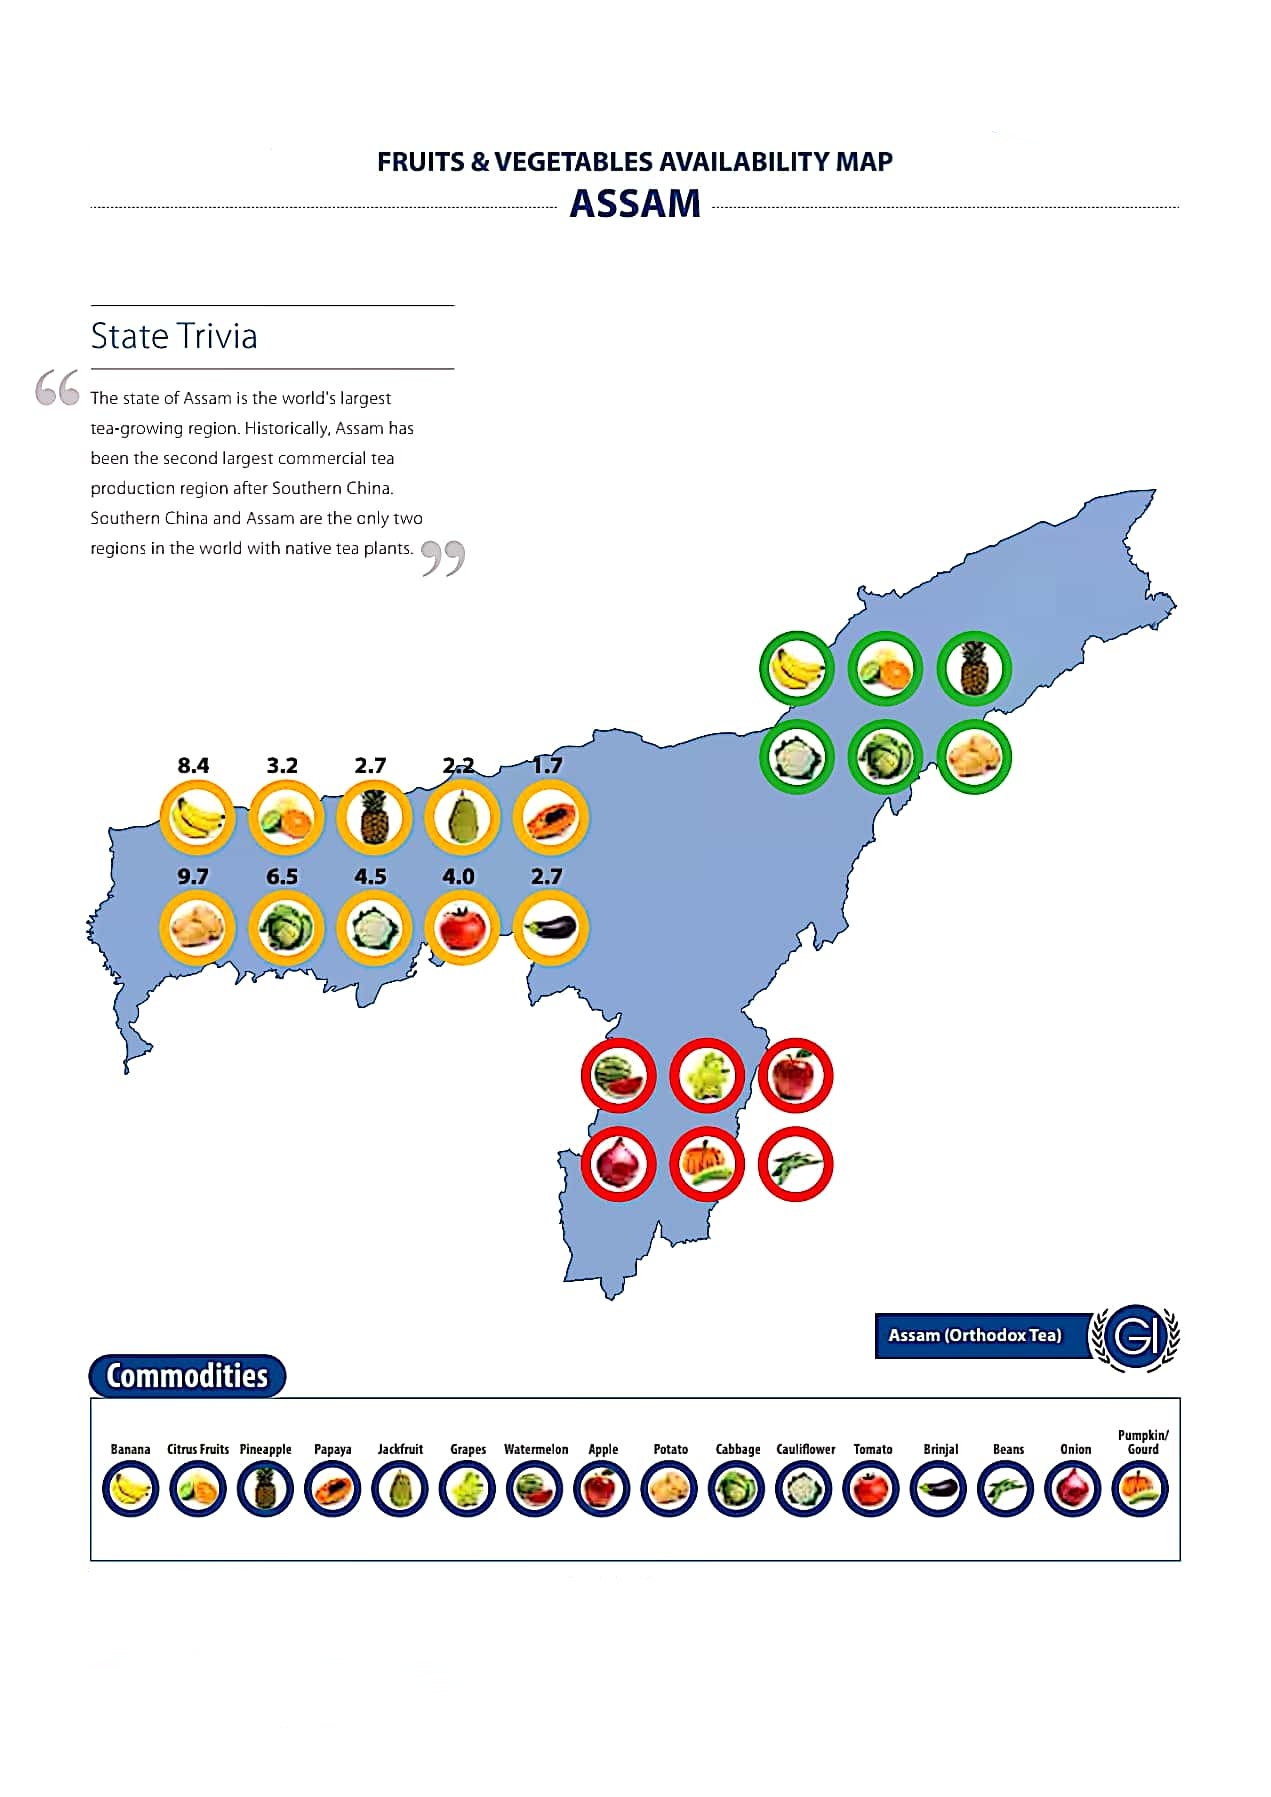 FRUITS & VEGETABLES AVAILABILITY MAP
ASSAM
State Trivia
“ The state of Assam is the world's largest
tea-growing region. Historically, Assam has
been the second largest commercial tea
production region after Southern China.
Southern China and Assam are the only two
regions in the world with native tea plants. ”
8.4 3.2 2.7 2.2 1.7
9.7 6.5 4.5 4.0 2.7
Assam (Orthodox Tea) GI
Commodities
Banana Citrus Fruits Pineapple Papaya Jackfruit Grapes Watermelon Apple Potato Cabbage Cauliflower Tomato Brinjal Beans Onion Pumpkin/
Gourd